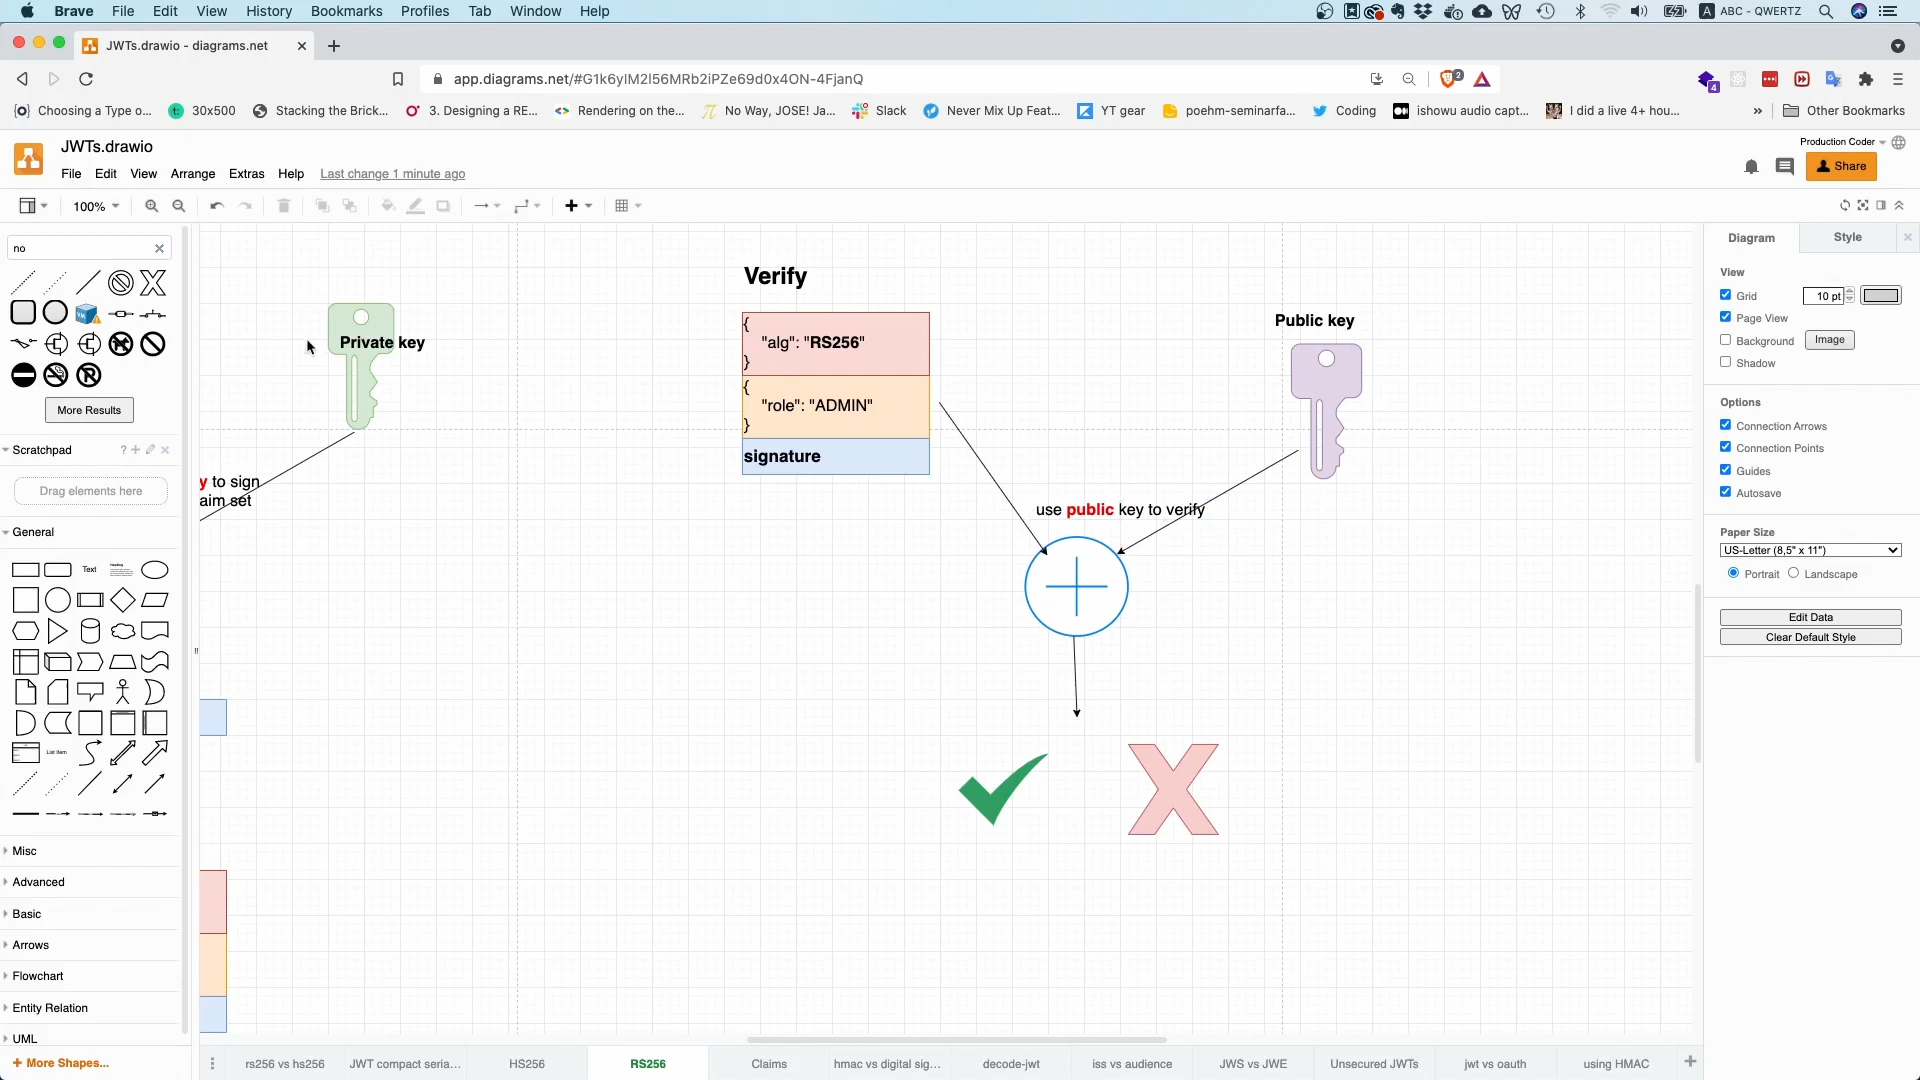 Brave File Edit View History Bookmarks Profiles Tab Window Help
A ABC - QWERTZ
JWTs.drawio - diagrams.net
app.diagrams.net/#G1k6ylM2l56MRb2iPZe69d0x4ON-4FjanQ
2
4
Choosing a Type o...
30x500
Stacking the Brick...
3. Designing a RE...
Rendering on the...
No Way, JOSE! Ja...
Slack
Never Mix Up Feat...
YT gear
poehm-seminarfa...
Coding
ishowu audio capt...
I did a live 4+ hou...
»
Other Bookmarks
JWTs.drawio
Production Coder
File Edit View Arrange Extras Help Last change 1 minute ago
Share
100%
no
More Results
Scratchpad
?
Drag elements here
General
Text
Heading
List Item
Misc
Advanced
Basic
Arrows
Flowchart
Entity Relation
UML
+ More Shapes...
Private key
y to sign
aim set
"
Verify
{
"alg": "RS256"
}
{
"role": "ADMIN"
}
signature
Public key
use public key to verify
Diagram Style
View
Grid 10 pt
Page View
Background Image
Shadow
Options
Connection Arrows
Connection Points
Guides
Autosave
Paper Size
US-Letter (8,5" x 11")
Portrait Landscape
Edit Data
Clear Default Style
rs256 vs hs256
JWT compact seria...
HS256
RS256
Claims
hmac vs digital sig...
decode-jwt
iss vs audience
JWS vs JWE
Unsecured JWTs
jwt vs oauth
using HMAC